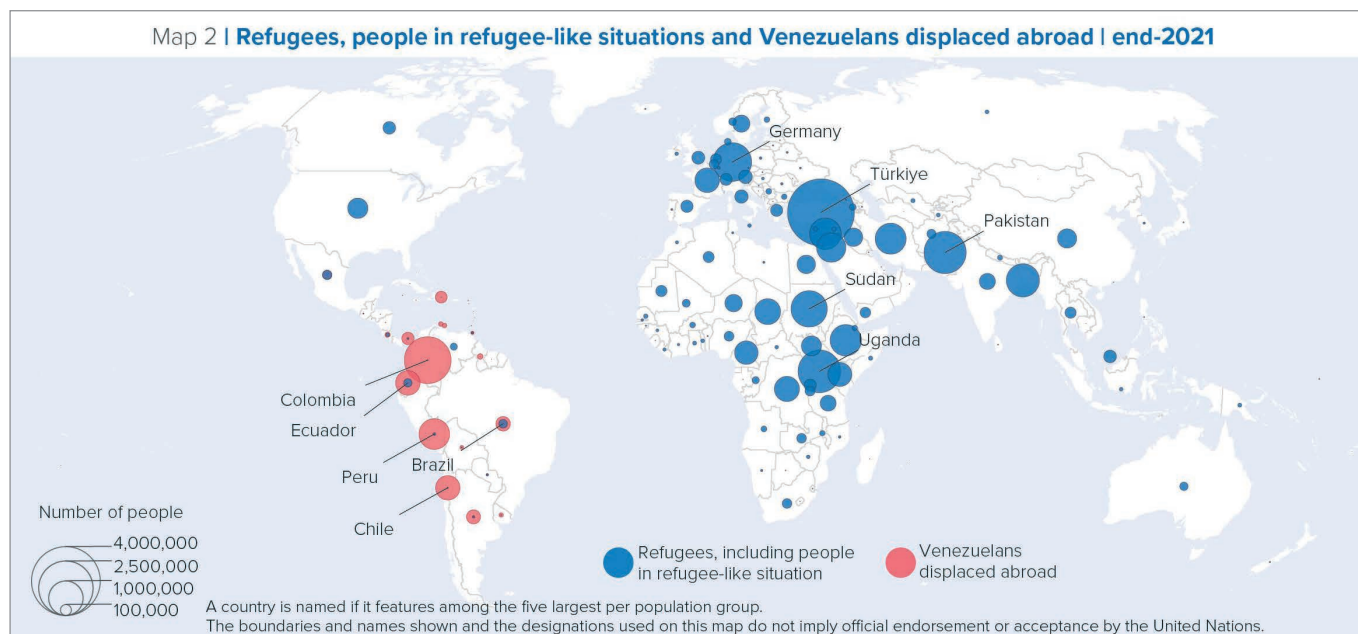 Map 2 | Refugees, people in refugee-like situations and Venezuelans displaced abroad | end-2021
Germany
Türkiye
Pakistan
Sudan
Uganda
Colombia
Ecuador
Peru
Brazil
Chile
Number of people
4,000,000
2,500,000
1,000,000
100,000
Refugees, including people
in refugee-like situation
Venezuelans
displaced abroad
A country is named if it features among the five largest per population group.
The boundaries and names shown and the designations used on this map do not imply official endorsement or acceptance by the United Nations.